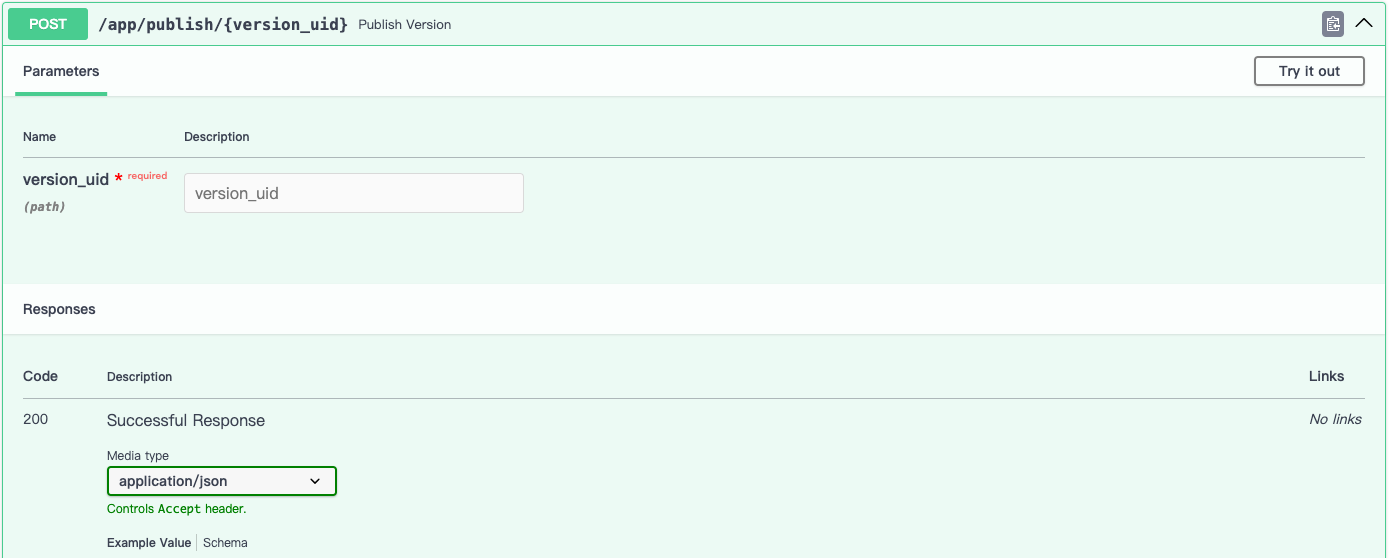 POST /app/publish/{version_uid} Publish Version
Parameters Try it out
Name Description
version_uid * required version_uid
(path)
Responses
Code Description Links
200 Successful Response No links
Media type
application/json
Controls Accept header.
Example Value Schema